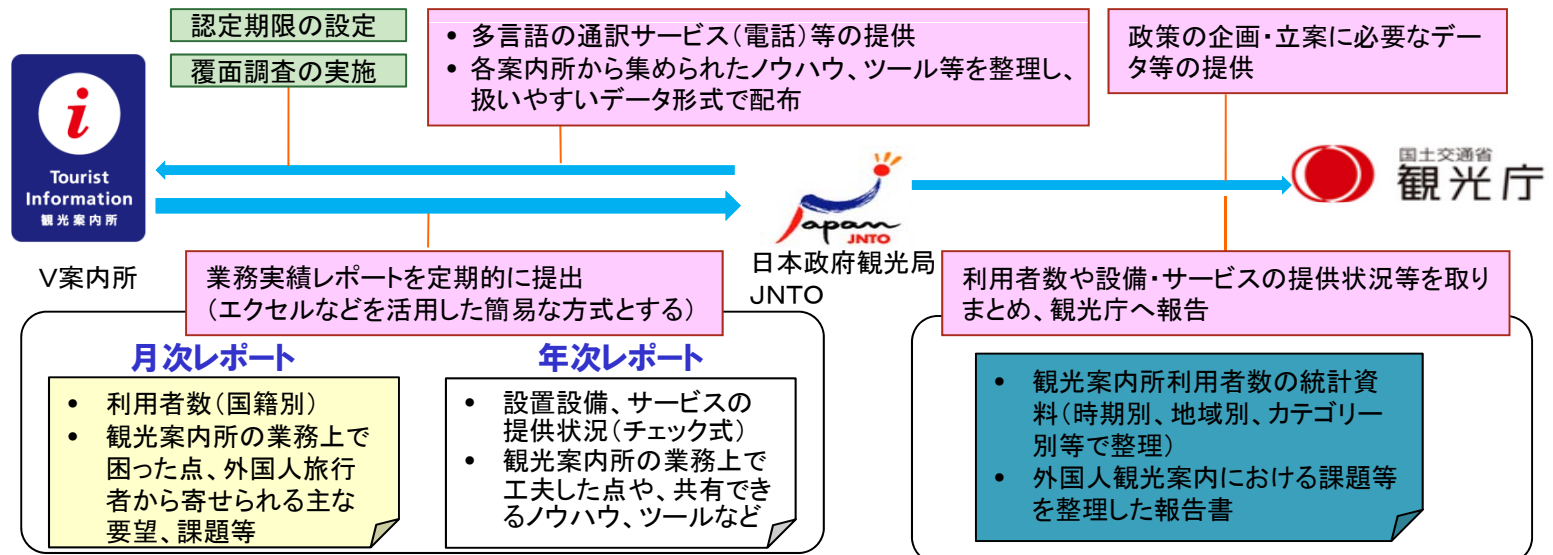 認定期限の設定
覆面調査の実施
• 多言語の通訳サービス（電話）等の提供
• 各案内所から集められたノウハウ、ツール等を整理し、
扱いやすいデータ形式で配布
政策の企画・立案に必要なデー
タ等の提供
i
Tourist
Information
観光案内所
Japan
JNTO
国土交通省
観光庁
V案内所
日本政府観光局
JNTO
業務実績レポートを定期的に提出
（エクセルなどを活用した簡易な方式とする）
利用者数や設備・サービスの提供状況等を取り
まとめ、観光庁へ報告
月次レポート
• 利用者数（国籍別）
• 観光案内所の業務上で
困った点、外国人旅行
者から寄せられる主な
要望、課題等
年次レポート
• 設置設備、サービスの
提供状況（チェック式）
• 観光案内所の業務上で
工夫した点や、共有でき
るノウハウ、ツールなど
• 観光案内所利用者数の統計資
料（時期別、地域別、カテゴリー
別等で整理）
• 外国人観光案内における課題等
を整理した報告書